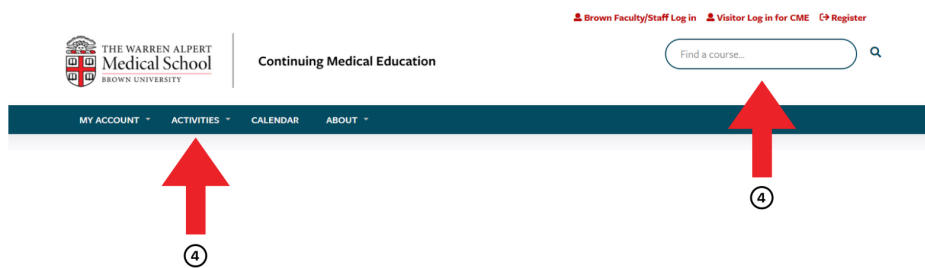 Brown Faculty/Staff Log in Visitor Log in for CME Register
THE WARREN ALPERT
Medical School
BROWN UNIVERSITY
Continuing Medical Education
Find a course...
MY ACCOUNT ACTIVITIES CALENDAR ABOUT
④
④